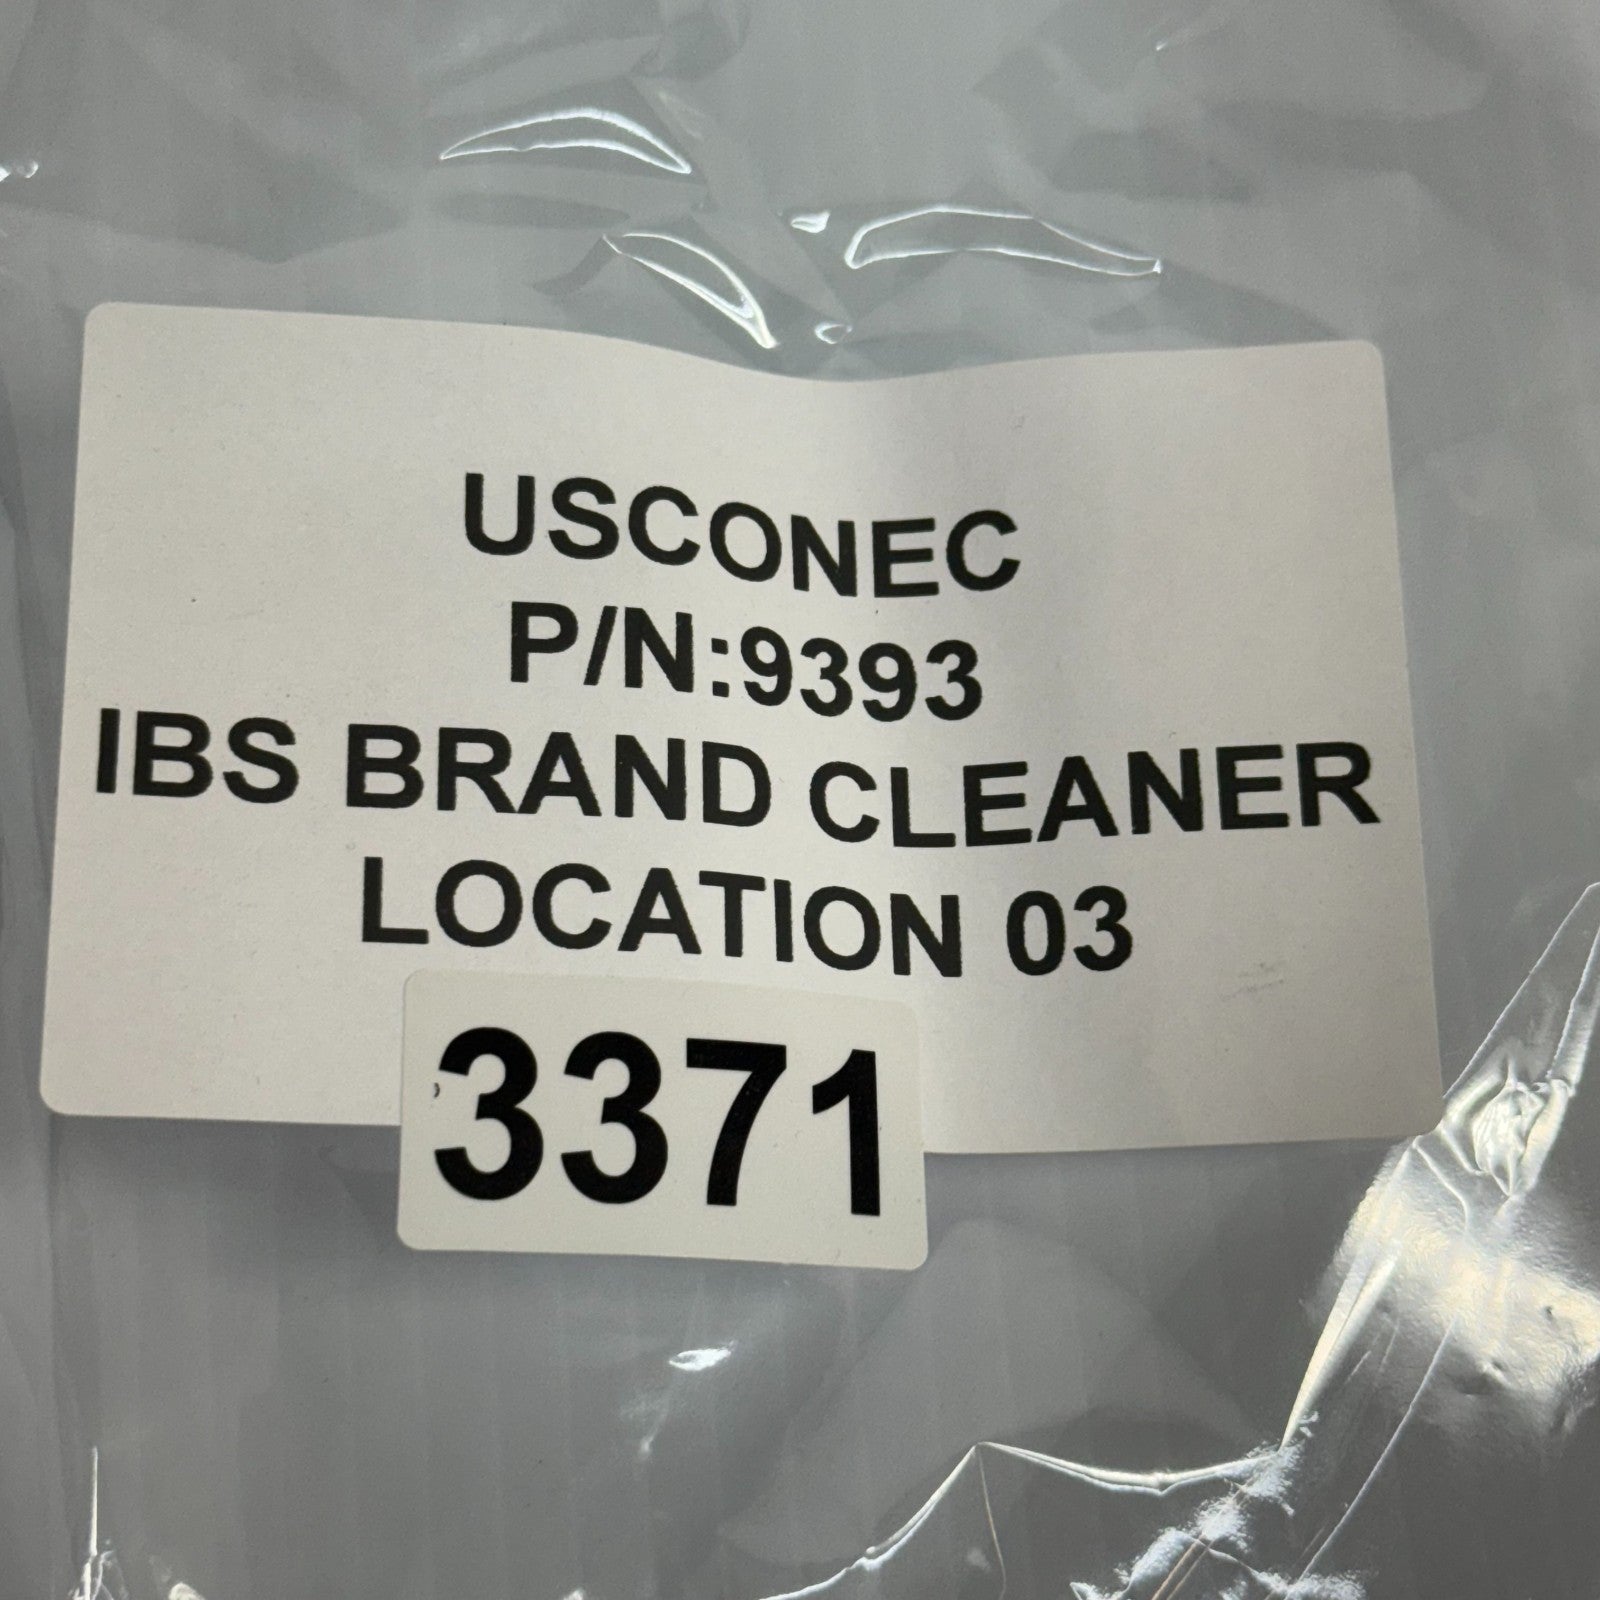 USCONEC
P/N:9393
IBS BRAND CLEANER
LOCATION 03
3371